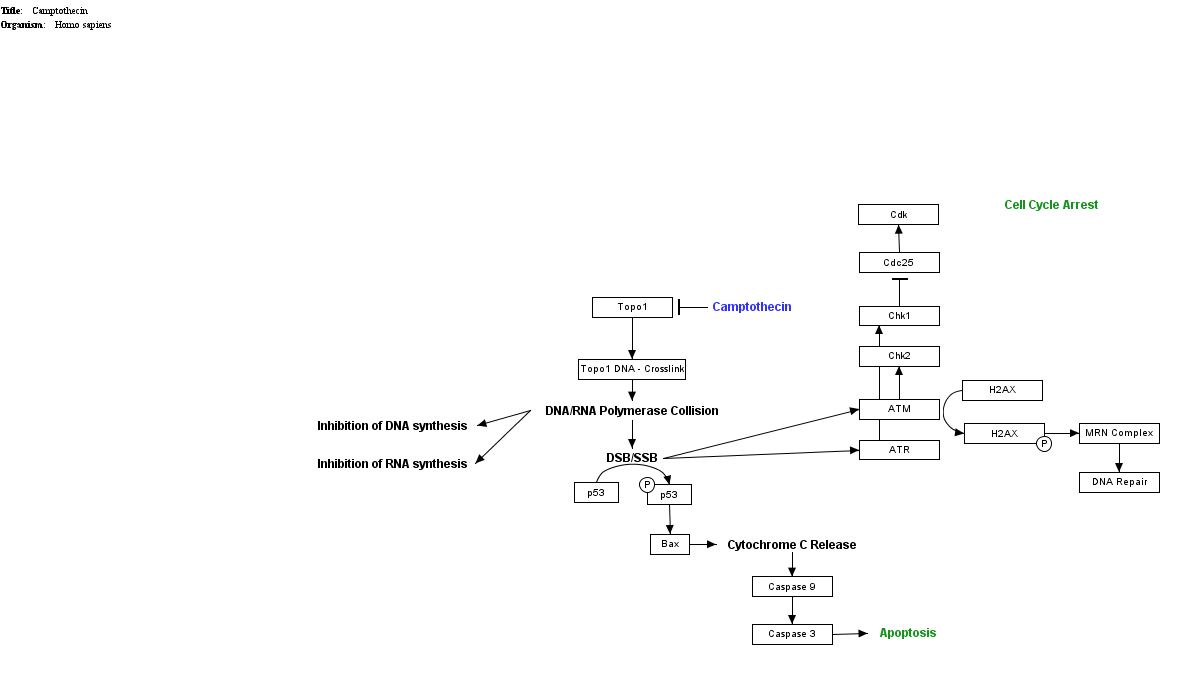 Title: Camptothecin
Organism: Homo sapiens
Cell Cycle Arrest
Cdk
Cdc25
Topo1
Camptothecin
Chk1
Chk2
Topo1 DNA - Crosslink
H2AX
DNA/RNA Polymerase Collision
ATM
Inhibition of DNA synthesis
H2AX
P
MRN Complex
ATR
DSB/SSB
Inhibition of RNA synthesis
DNA Repair
p53
P
p53
Bax
Cytochrome C Release
Caspase 9
Caspase 3
Apoptosis